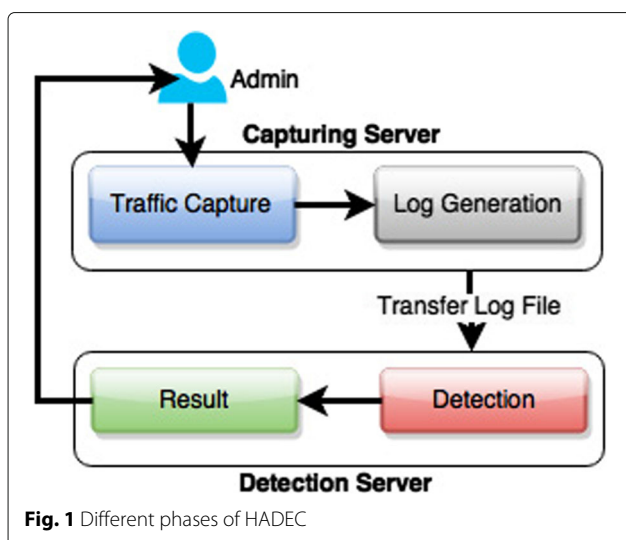 Admin
Capturing Server
Traffic Capture
Log Generation
Transfer Log File
Result
Detection
Detection Server
Fig. 1 Different phases of HADEC